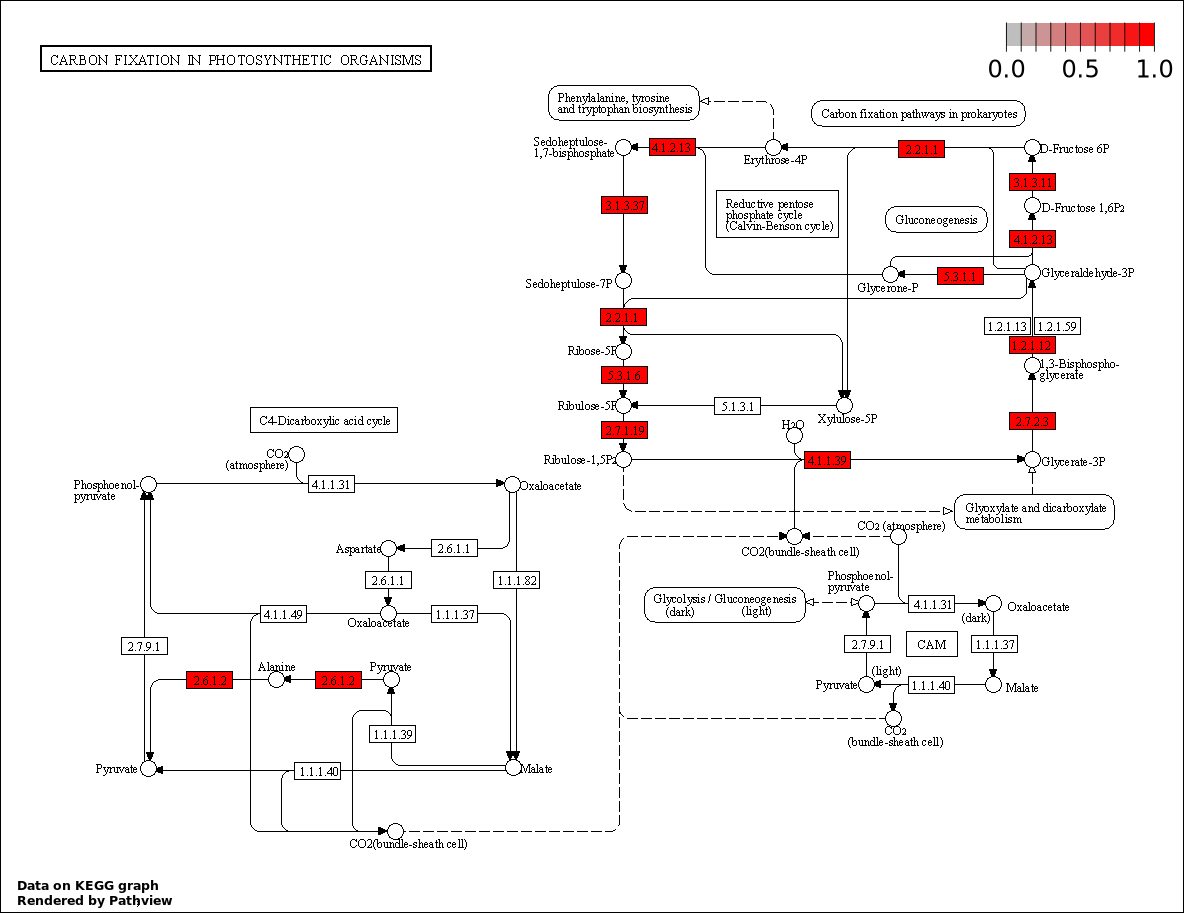 CARBON FIXATION IN PHOTOSYNTHETIC ORGANISMS
0.0 0.5 1.0
Phenylalanine, tyrosine
and tryptophan biosynthesis
Carbon fixation pathways in prokaryotes
Sedoheptulose-
1,7-bisphosphate
4.1.2.13
Erythrose-4P
2.2.1.1
D-Fructose 6P
3.1.3.11
Reductive pentose
phosphate cycle
(Calvin-Benson cycle)
3.1.3.37
Gluconeogenesis
D-Fructose 1,6P2
4.1.2.13
Sedoheptulose-7P
Glycerone-P
5.3.1.1
Glyceraldehyde-3P
2.2.1.1
1.2.1.13
1.2.1.59
1.2.1.12
Ribose-5P
1,3-Bisphospho-
glycerate
5.3.1.6
Ribulose-5P
5.1.3.1
Xylulose-5P
2.7.1.19
2.7.2.3
H2O
Ribulose-1,5P2
4.1.1.39
Glycerate-3P
C4-Dicarboxylic acid cycle
CO2
(atmosphere)
Phosphoenol-
pyruvate
4.1.1.31
Oxaloacetate
Glyoxylate and dicarboxylate
metabolism
CO2 (atmosphere)
CO2(bundle-sheath cell)
Aspartate
2.6.1.1
2.6.1.1
1.1.1.82
Phosphoenol-
pyruvate
Glycolysis / Gluconeogenesis
(dark) (light)
4.1.1.31
Oxaloacetate
(dark)
4.1.1.49
Oxaloacetate
1.1.1.37
2.7.9.1
2.7.9.1
CAM
1.1.1.37
Alanine
Pyruvate
2.6.1.2
2.6.1.2
(light)
Pyruvate
1.1.1.40
Malate
1.1.1.39
CO2
(bundle-sheath cell)
Pyruvate
1.1.1.40
Malate
CO2(bundle-sheath cell)
Data on KEGG graph
Rendered by Pathview